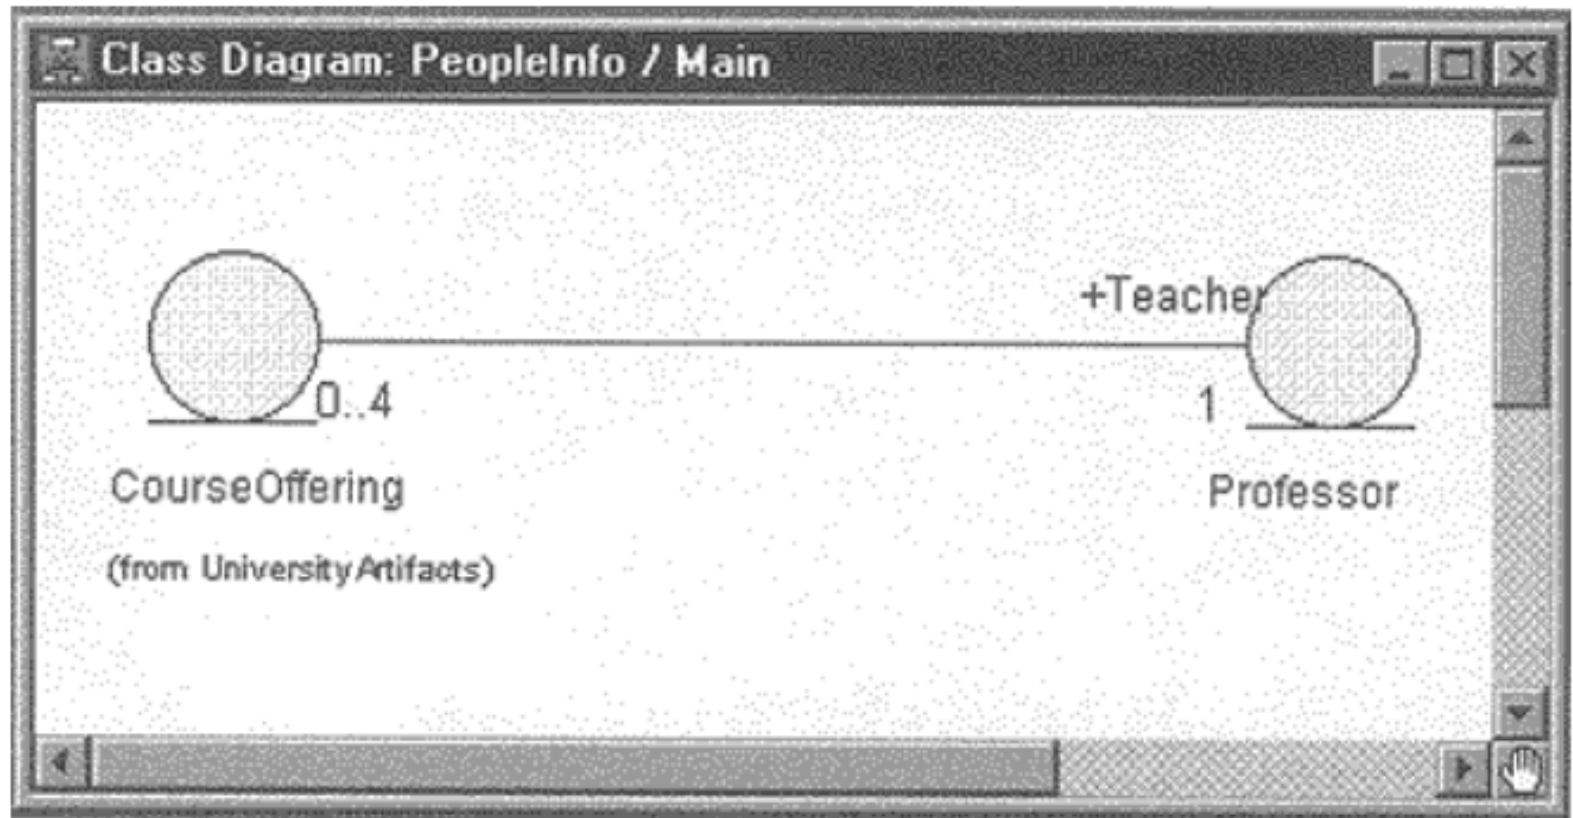 Class Diagram: PeopleInfo / Main
+Teacher
0..4
1
CourseOffering
Professor
(from UniversityArtifacts)